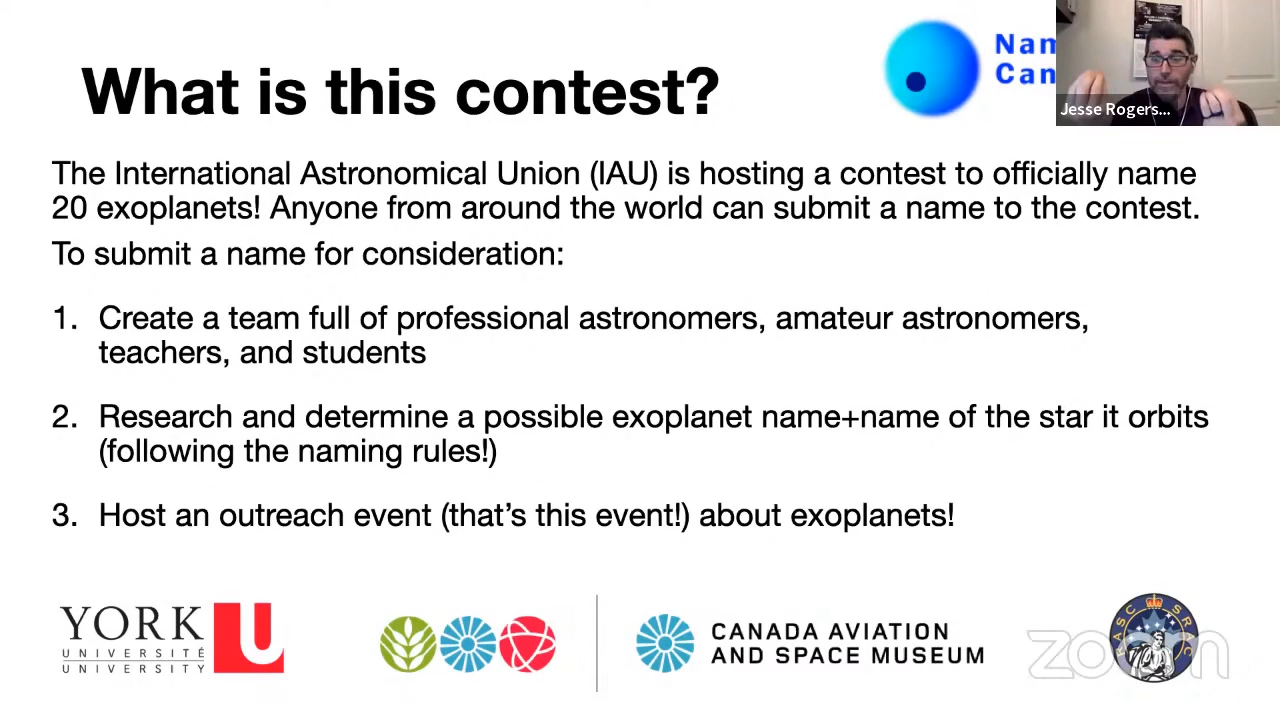 What is this contest?
Nam
Can
Jesse Rogers...
The International Astronomical Union (IAU) is hosting a contest to officially name
20 exoplanets! Anyone from around the world can submit a name to the contest.
To submit a name for consideration:
1. Create a team full of professional astronomers, amateur astronomers,
teachers, and students
2. Research and determine a possible exoplanet name+name of the star it orbits
(following the naming rules!)
3. Host an outreach event (that's this event!) about exoplanets!
YORK U
UNIVERSITÉ
UNIVERSITY
CANADA AVIATION
AND SPACE MUSEUM
RASC SRAC
zoom